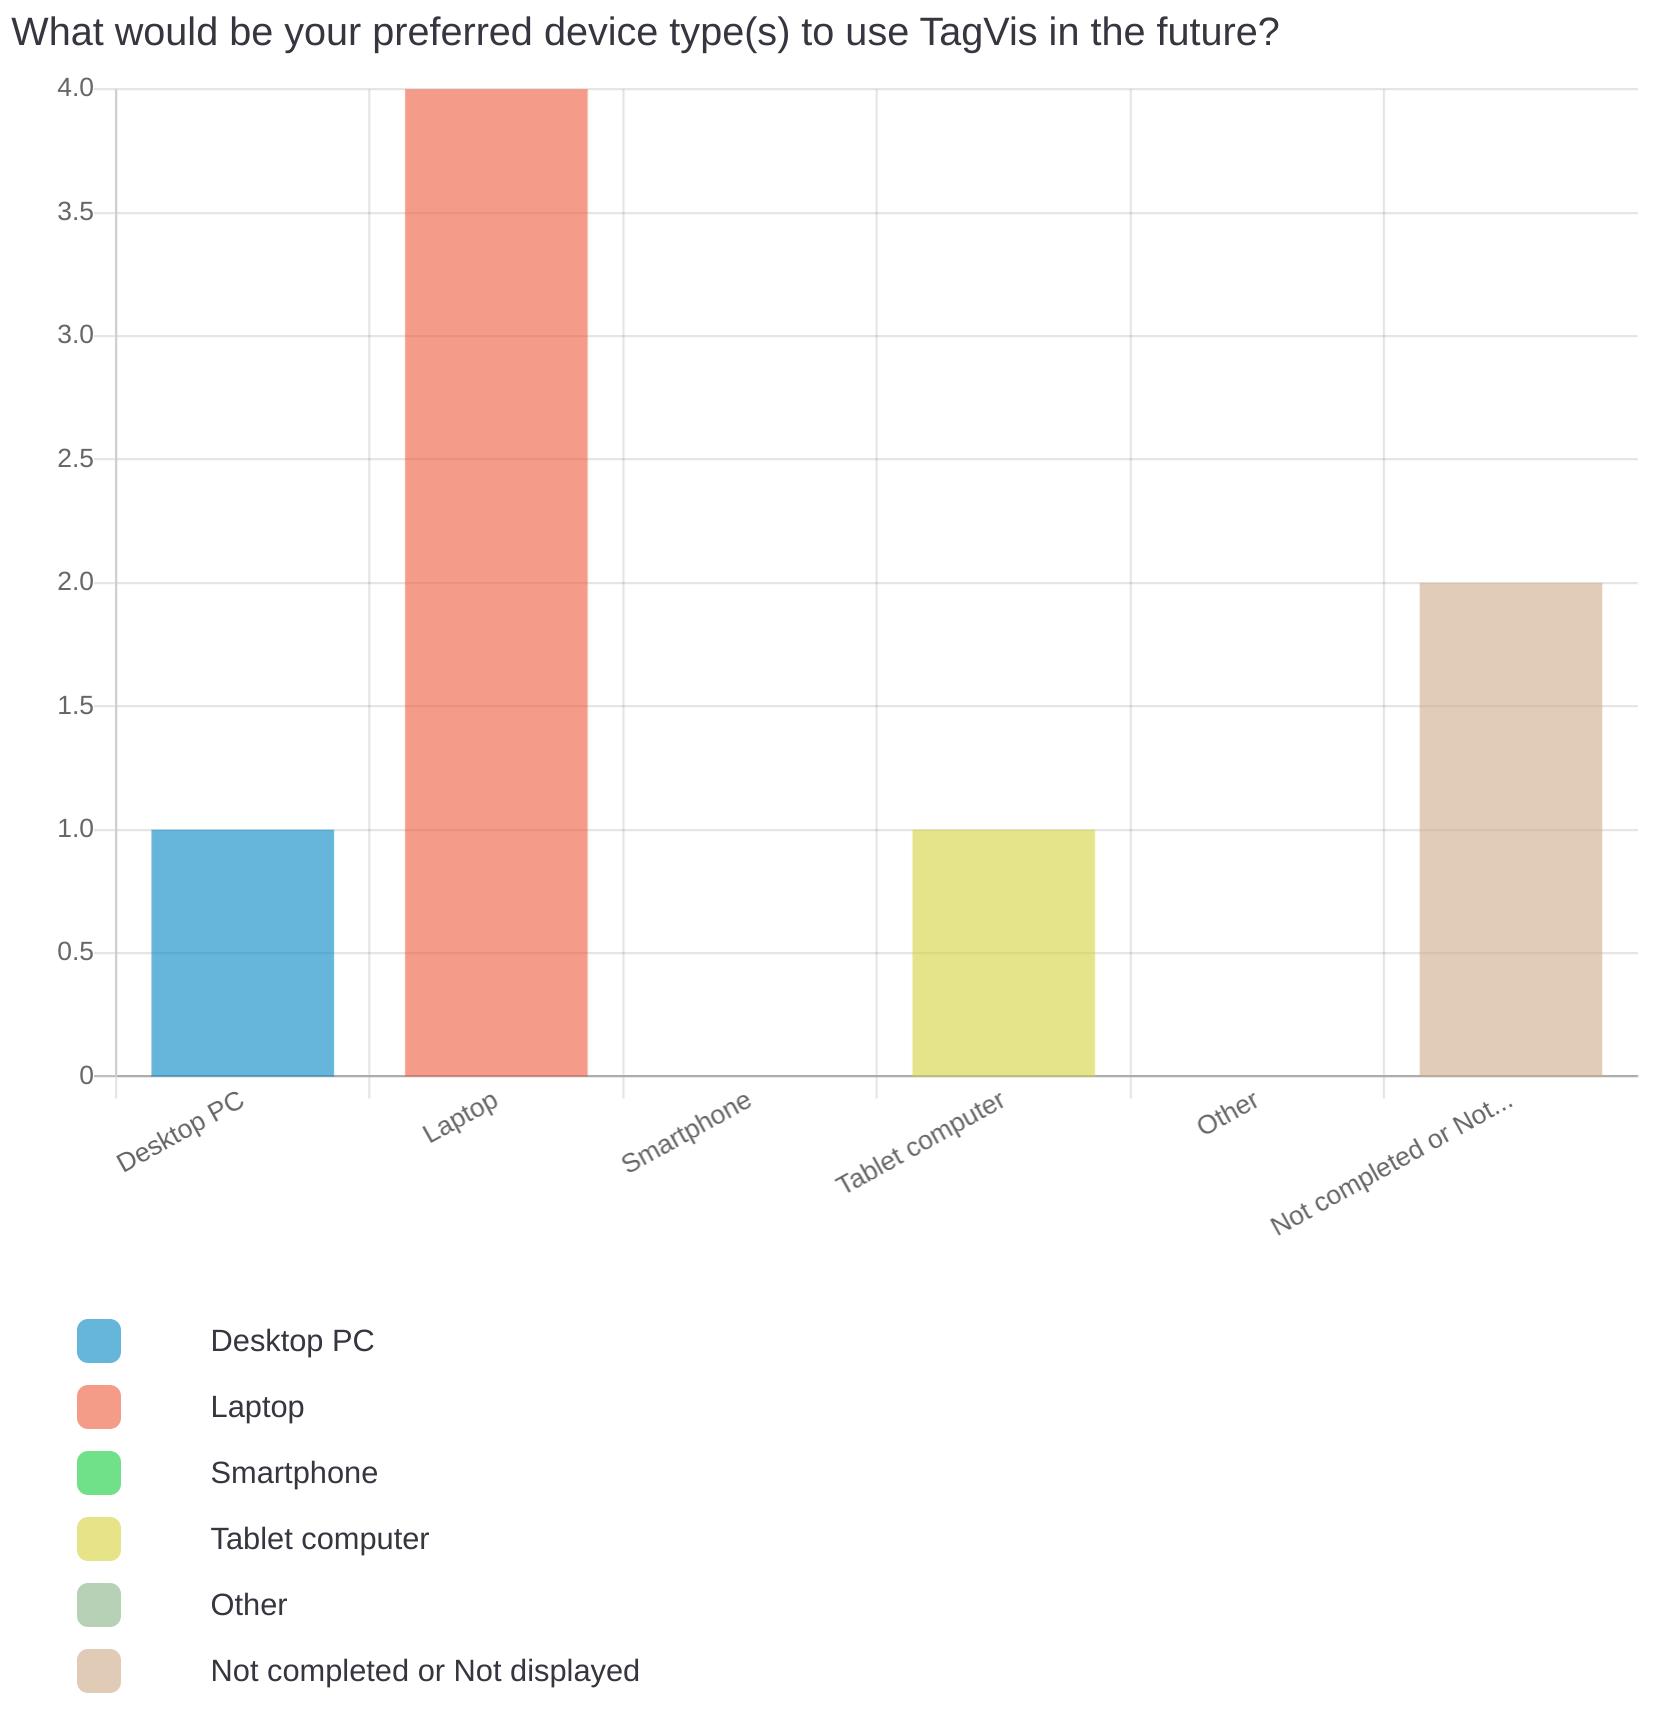 What would be your preferred device type(s) to use TagVis in the future?
4.0
3.5
3.0
2.5
2.0
1.5
1.0
0.5
0
Desktop PC
Laptop
Smartphone
Tablet computer
Other
Not completed or Not...
Desktop PC
Laptop
Smartphone
Tablet computer
Other
Not completed or Not displayed